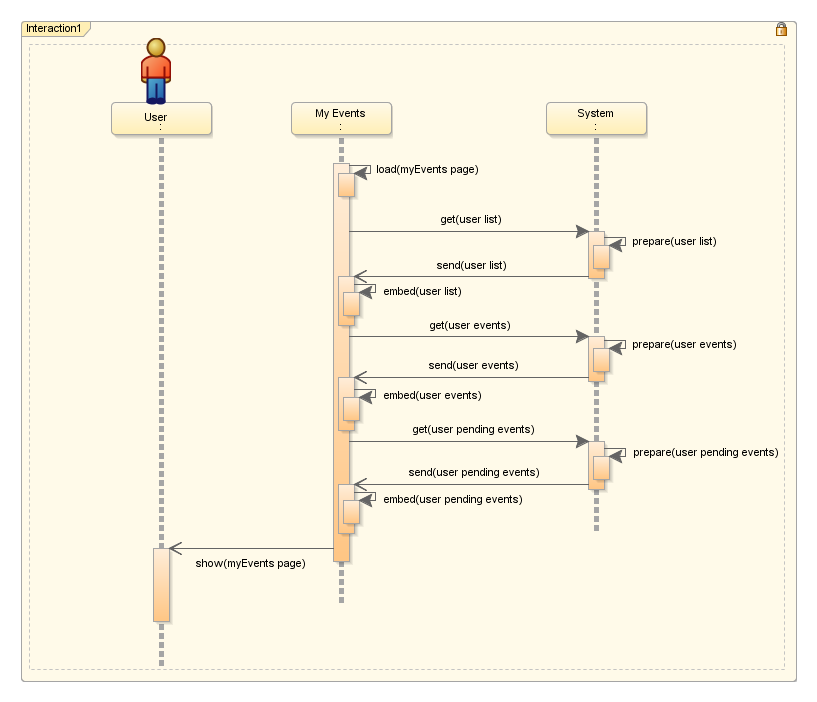 Interaction1
User
:
My Events
:
System
:
load(myEvents page)
get(user list)
prepare(user list)
send(user list)
embed(user list)
get(user events)
prepare(user events)
send(user events)
embed(user events)
get(user pending events)
prepare(user pending events)
send(user pending events)
embed(user pending events)
show(myEvents page)